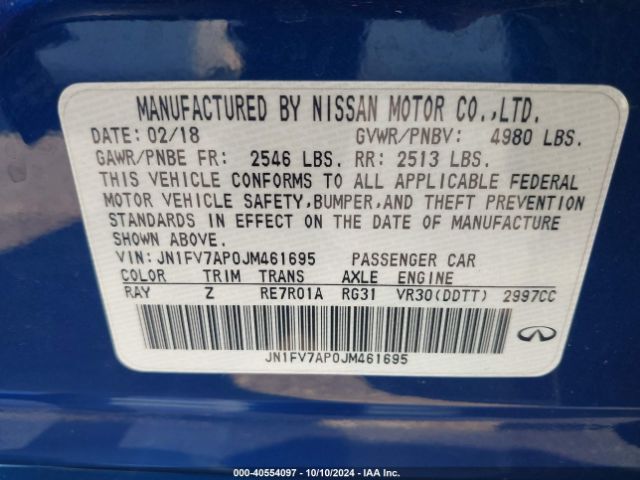 MANUFACTURED BY NISSAN MOTOR CO.,LTD.
DATE: 02/18 GVWR/PNBV: 4980 LBS.
GAWR/PNBE FR: 2546 LBS. RR: 2513 LBS.
THIS VEHICLE CONFORMS TO ALL APPLICABLE FEDERAL
MOTOR VEHICLE SAFETY, BUMPER, AND THEFT PREVENTION
STANDARDS IN EFFECT ON THE DATE OF MANUFACTURE
SHOWN ABOVE.
VIN: JN1FV7AP0JM461695 PASSENGER CAR
COLOR TRIM TRANS AXLE ENGINE
RAY Z RE7R01A RG31 VR30(DDTT) 2997CC
JN1FV7AP0JM461695
000-40554097 - 10/10/2024 - IAA Inc.